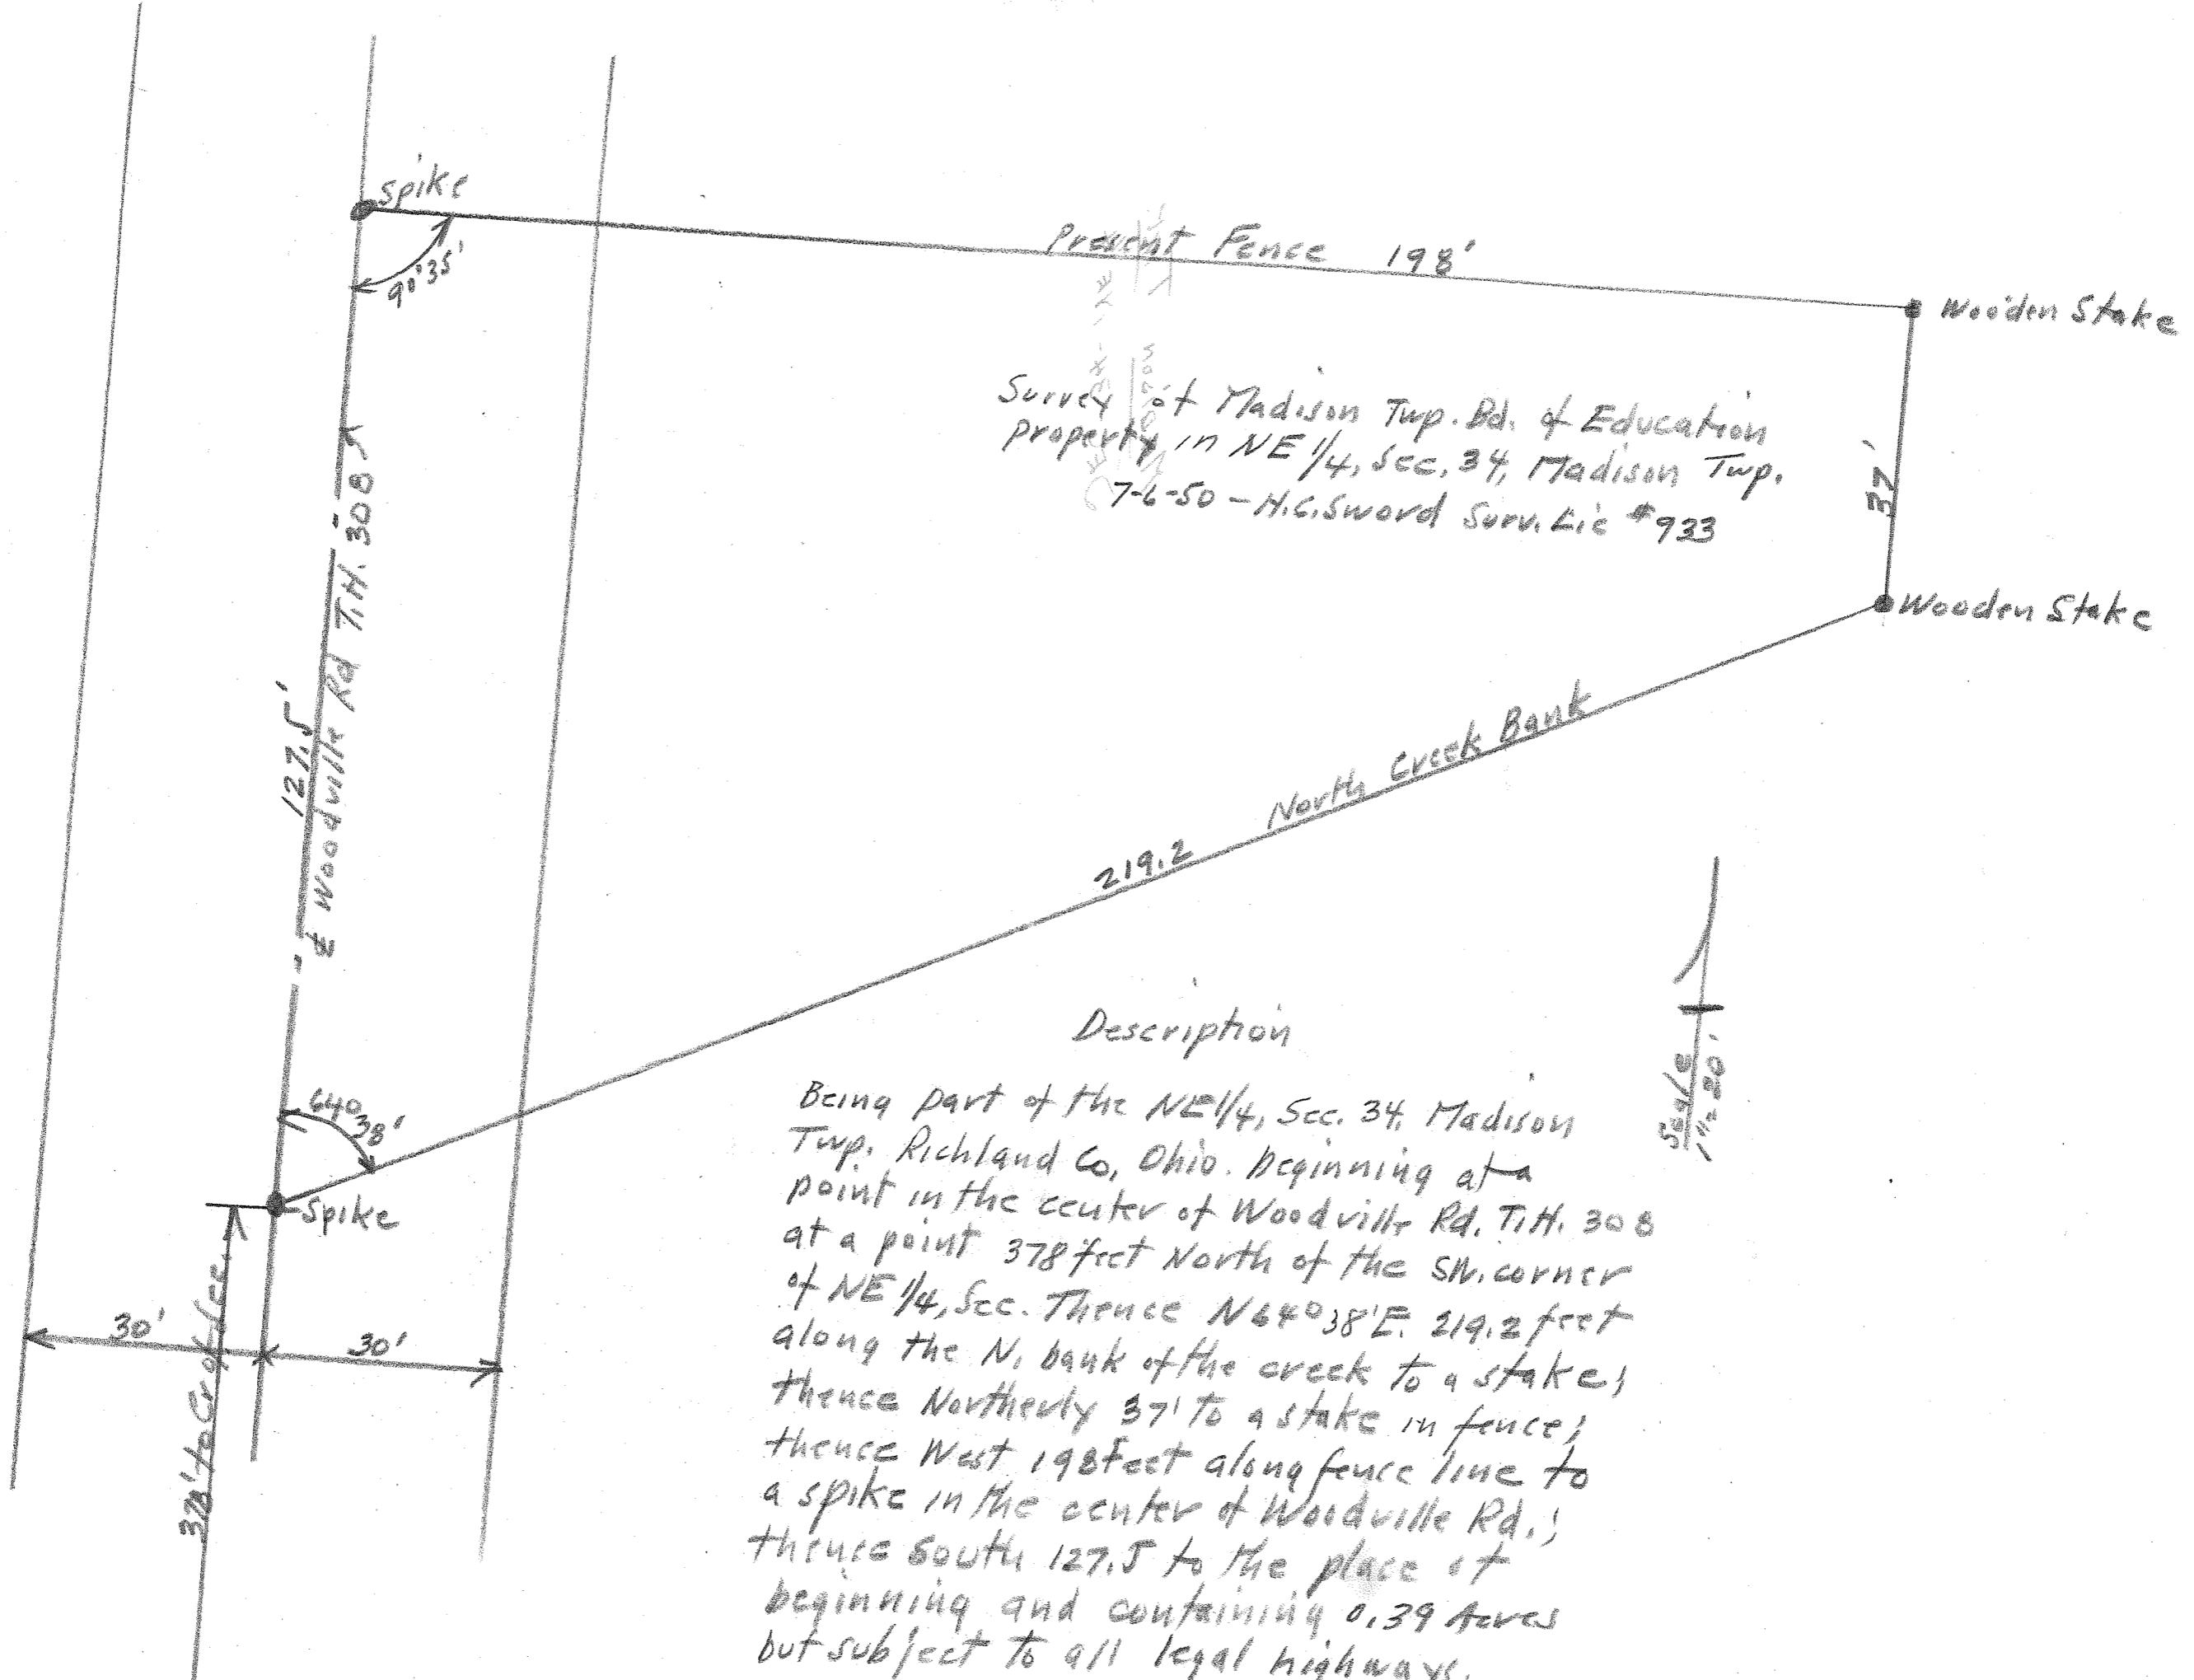 Spike
90°35'
Present Fence 198'
Wooden Stake
Survey of Madison Twp. Bd. of Education
property in NE 1/4, Sec. 34, Madison Twp.
7-6-50 - H.C. Sword Surv. Lic #933
37'
Wooden Stake
127.5'
℄ Woodville Rd T.H. 308
North Creek Bank
219.2
64° 38'
Spike
378' to Cr of Sec.
30'
30'
Scale
1"=20'
Description
Being part of the NE 1/4, Sec. 34, Madison
Twp. Richland Co, Ohio. beginning at a
point in the center of Woodville Rd. T.H. 308
at a point 378 feet North of the SW. corner
of NE 1/4, Sec. Thence N64°38'E. 219.2 feet
along the N. bank of the creek to a stake;
thence Northerly 37' to a stake in fence;
thence West 198 feet along fence line to
a spike in the center of Woodville Rd.;
thence South 127.5 to the place of
beginning and containing 0.39 Acres
but subject to all legal highways.